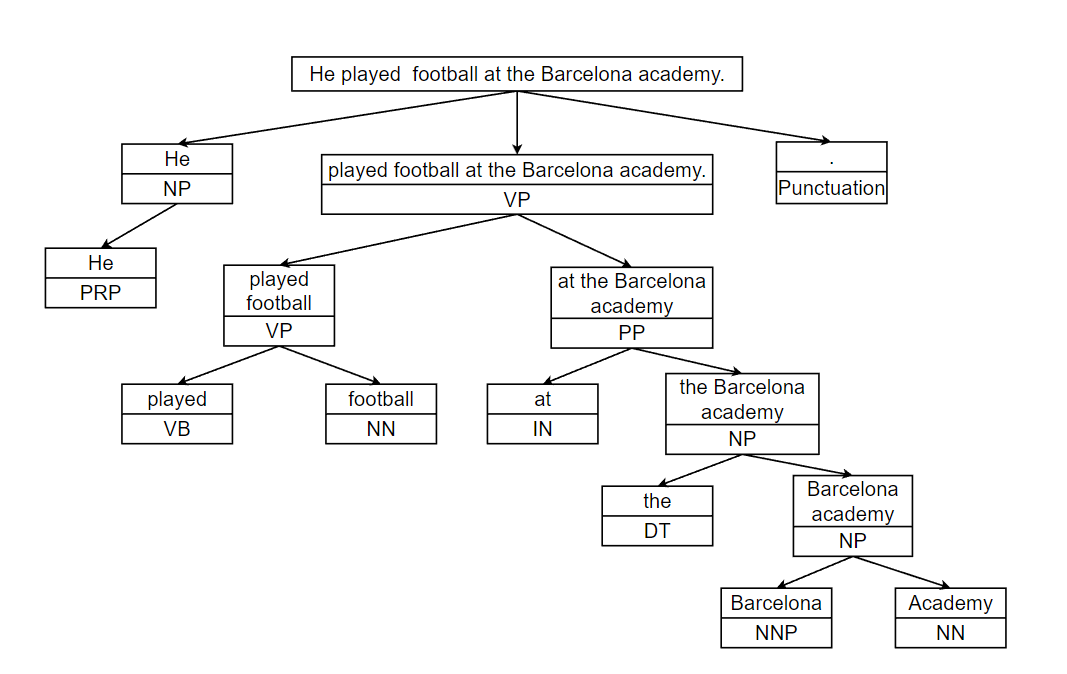 He played  football at the Barcelona academy.
He
NP
played football at the Barcelona academy.
VP
.
Punctuation
He
PRP
played
football
VP
at the Barcelona
academy
PP
played
VB
football
NN
at
IN
the Barcelona
academy
NP
the
DT
Barcelona
academy
NP
Barcelona
NNP
Academy
NN